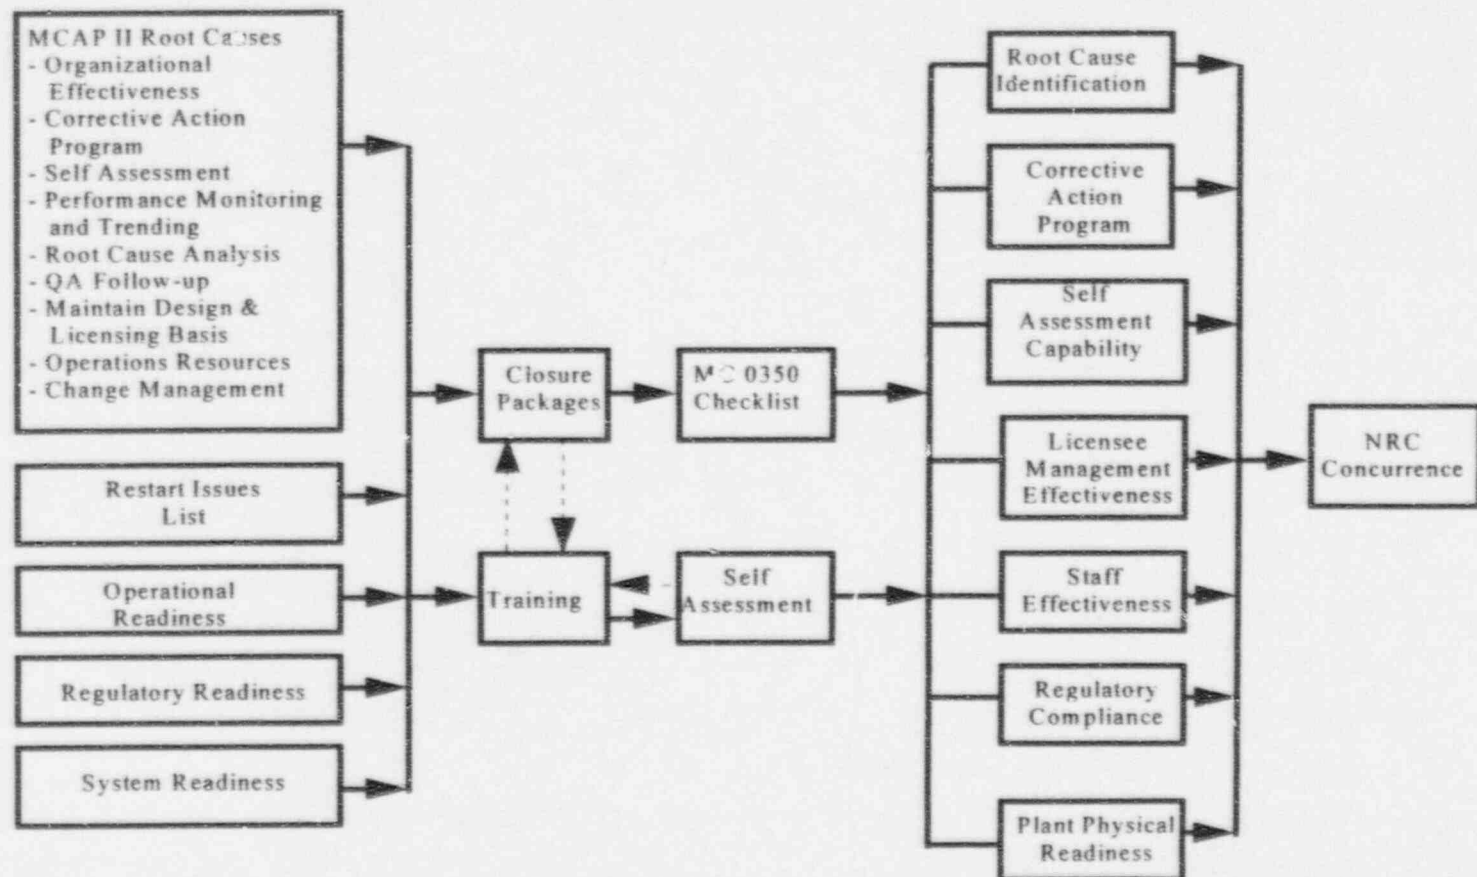 MCAP II Root Causes
- Organizational
Effectiveness
- Corrective Action
Program
- Self Assessment
- Performance Monitoring
and Trending
- Root Cause Analysis
- QA Follow-up
- Maintain Design &
Licensing Basis
- Operations Resources
- Change Management
Restart Issues
List
Operational
Readiness
Regulatory Readiness
System Readiness
Closure
Packages
Training
MC 0350
Checklist
Self
Assessment
Root Cause
Identification
Corrective
Action
Program
Self
Assessment
Capability
Licensee
Management
Effectiveness
Staff
Effectiveness
Regulatory
Compliance
Plant Physical
Readiness
NRC
Concurrence